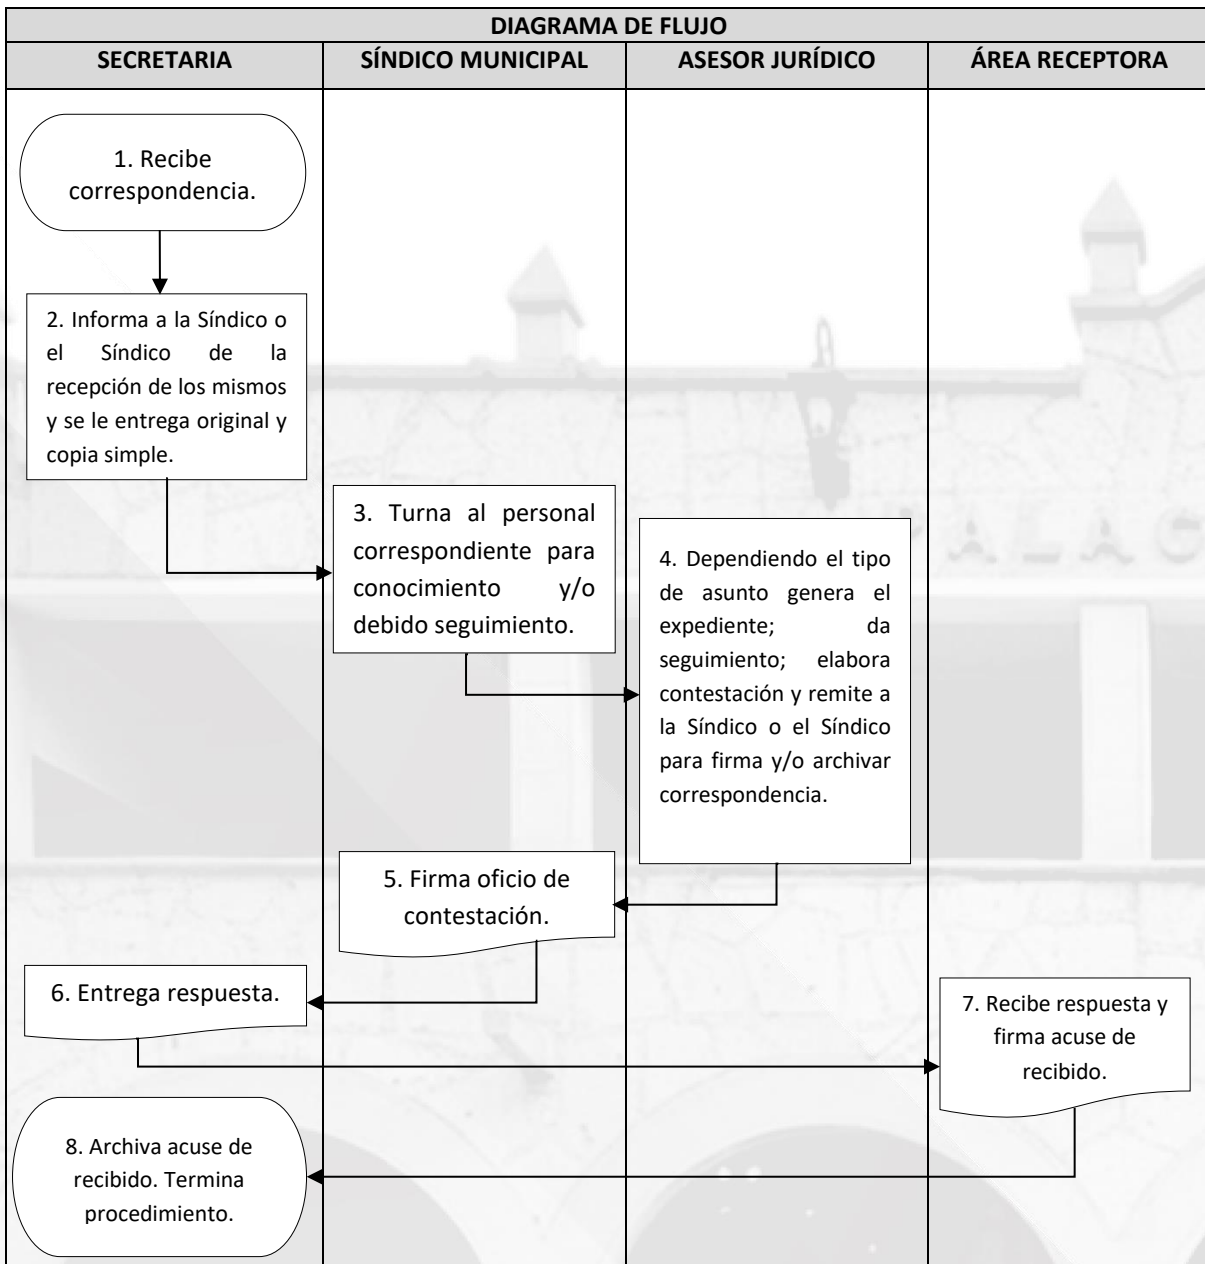 DIAGRAMA DE FLUJO
SECRETARIA
SÍNDICO MUNICIPAL
ASESOR JURÍDICO
ÁREA RECEPTORA
1. Recibe
correspondencia.
2. Informa a la Síndico o
el Síndico de la
recepción de los mismos
y se le entrega original y
copia simple.
3. Turna al personal
correspondiente para
conocimiento y/o
debido seguimiento.
4. Dependiendo el tipo
de asunto genera el
expediente; da
seguimiento; elabora
contestación y remite a
la Síndico o el Síndico
para firma y/o archivar
correspondencia.
5. Firma oficio de
contestación.
6. Entrega respuesta.
7. Recibe respuesta y
firma acuse de
recibido.
8. Archiva acuse de
recibido. Termina
procedimiento.
ALAC